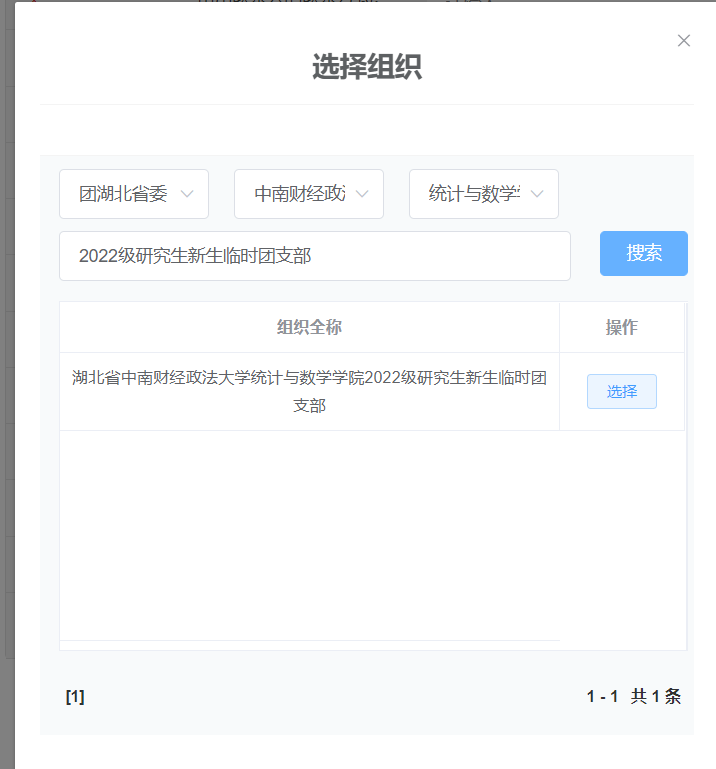 选择组织
团湖北省委
中南财经政
统计与数学
2022级研究生新生临时团支部
搜索
组织全称
操作
湖北省中南财经政法大学统计与数学学院2022级研究生新生临时团
支部
选择
[1]
1 - 1 共 1 条